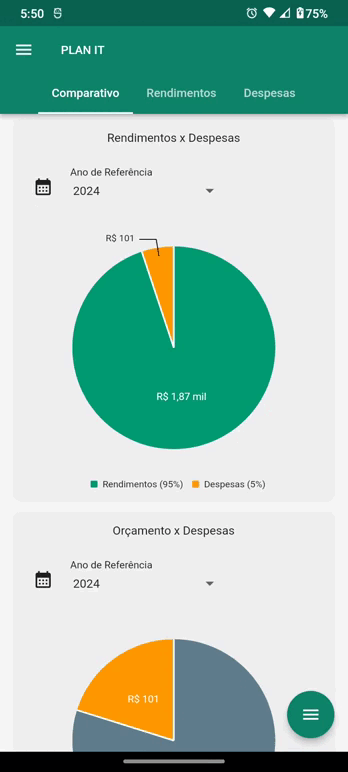 5:50 75%
PLAN IT
Comparativo Rendimentos Despesas
Rendimentos x Despesas
Ano de Referência
2024
R$ 101
R$ 1,87 mil
Rendimentos (95%) Despesas (5%)
Orçamento x Despesas
Ano de Referência
2024
R$ 101